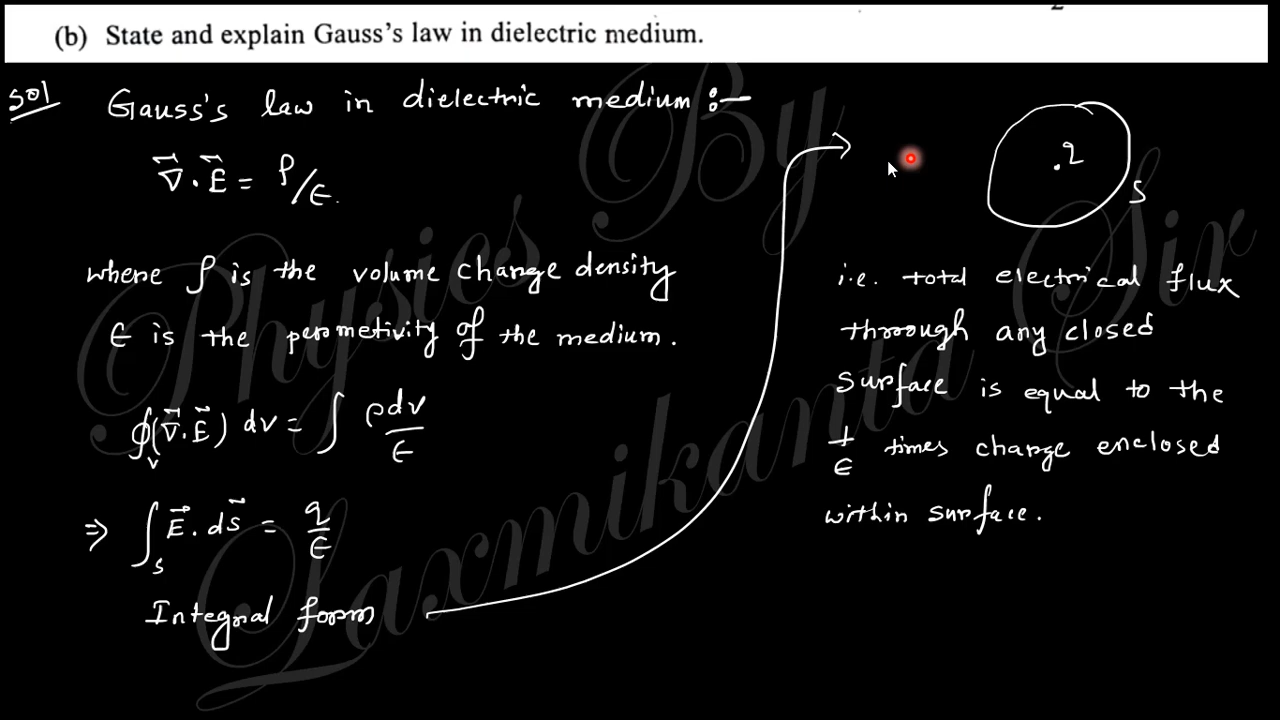 (b) State and explain Gauss's law in dielectric medium.
Sol Gauss's law in dielectric medium :—
∇⃗·E⃗ = ρ/ϵ.
where ρ is the volume charge density
ϵ is the permetivity of the medium.
∮_v (∇⃗·E⃗) dv = ∫ ρdv/ϵ
⇒ ∫_s E⃗·ds⃗ = q/ϵ
Integral form
.q
S
i.e. total electrical flux
through any closed
surface is equal to the
1/ϵ times charge enclosed
within surface.
Physics By
Laxmikanta Sir